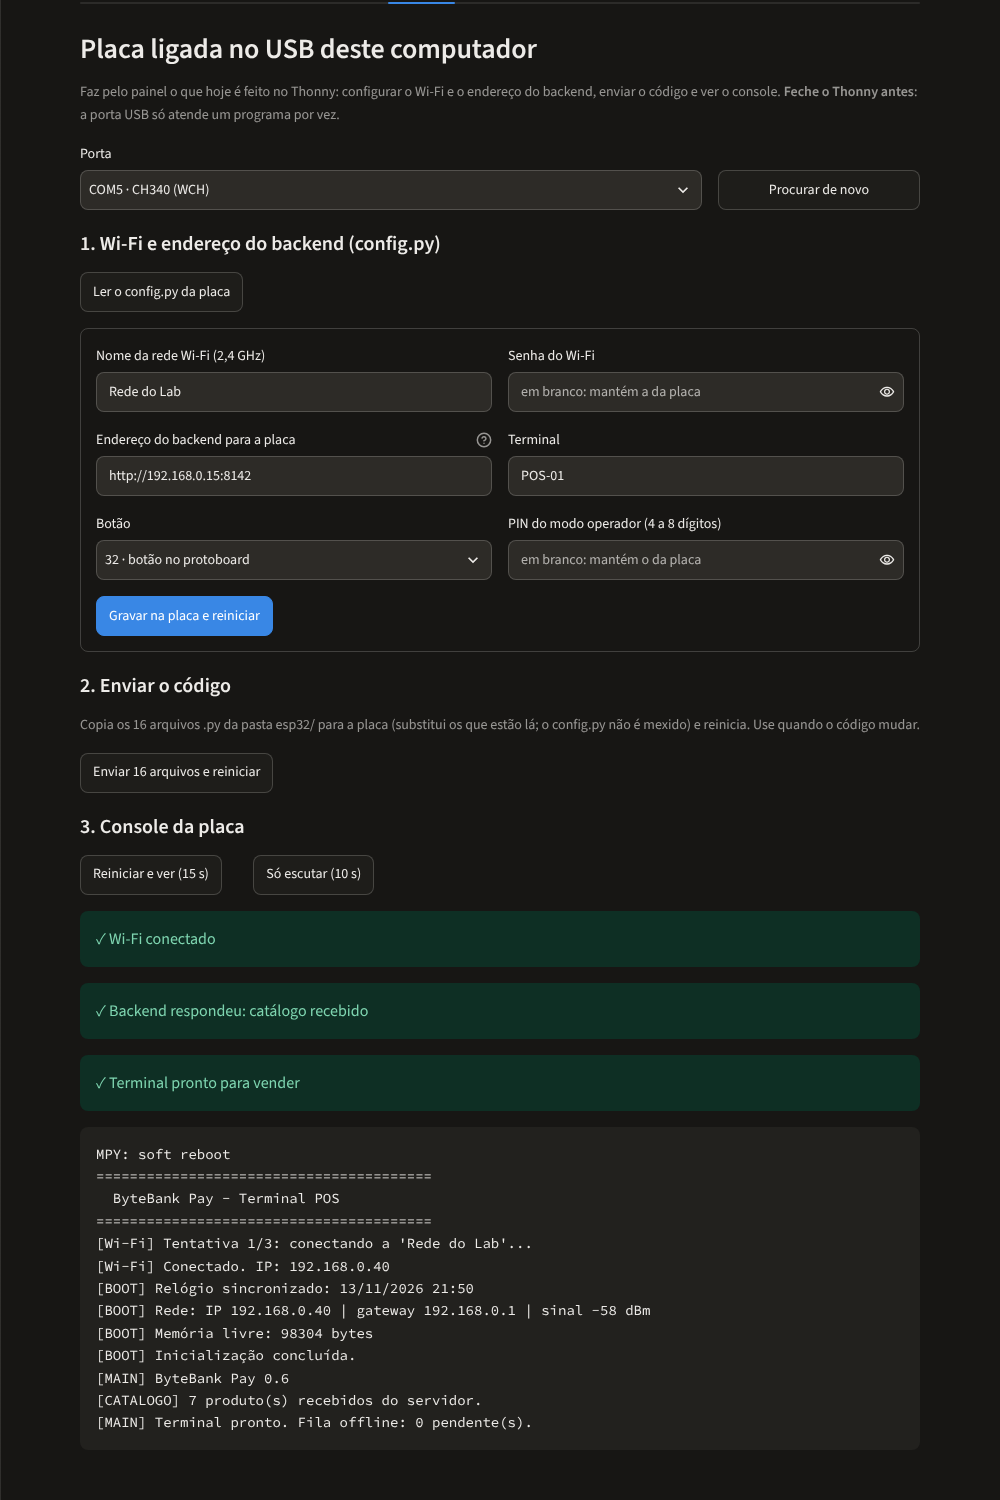 Placa ligada no USB deste computador
Faz pelo painel o que hoje é feito no Thonny: configurar o Wi-Fi e o endereço do backend, enviar o código e ver o console. Feche o Thonny antes:
a porta USB só atende um programa por vez.
Porta
COM5 · CH340 (WCH)
Procurar de novo
1. Wi-Fi e endereço do backend (config.py)
Ler o config.py da placa
Nome da rede Wi-Fi (2,4 GHz)
Senha do Wi-Fi
Rede do Lab
em branco: mantém a da placa
Endereço do backend para a placa
Terminal
http://192.168.0.15:8142
POS-01
Botão
PIN do modo operador (4 a 8 dígitos)
32 · botão no protoboard
em branco: mantém o da placa
Gravar na placa e reiniciar
2. Enviar o código
Copia os 16 arquivos .py da pasta esp32/ para a placa (substitui os que estão lá; o config.py não é mexido) e reinicia. Use quando o código mudar.
Enviar 16 arquivos e reiniciar
3. Console da placa
Reiniciar e ver (15 s)
Só escutar (10 s)
✓ Wi-Fi conectado
✓ Backend respondeu: catálogo recebido
✓ Terminal pronto para vender
MPY: soft reboot
========================================
ByteBank Pay - Terminal POS
========================================
[Wi-Fi] Tentativa 1/3: conectando a 'Rede do Lab'...
[Wi-Fi] Conectado. IP: 192.168.0.40
[BOOT] Relógio sincronizado: 13/11/2026 21:50
[BOOT] Rede: IP 192.168.0.40 | gateway 192.168.0.1 | sinal -58 dBm
[BOOT] Memória livre: 98304 bytes
[BOOT] Inicialização concluída.
[MAIN] ByteBank Pay 0.6
[CATALOGO] 7 produto(s) recebidos do servidor.
[MAIN] Terminal pronto. Fila offline: 0 pendente(s).